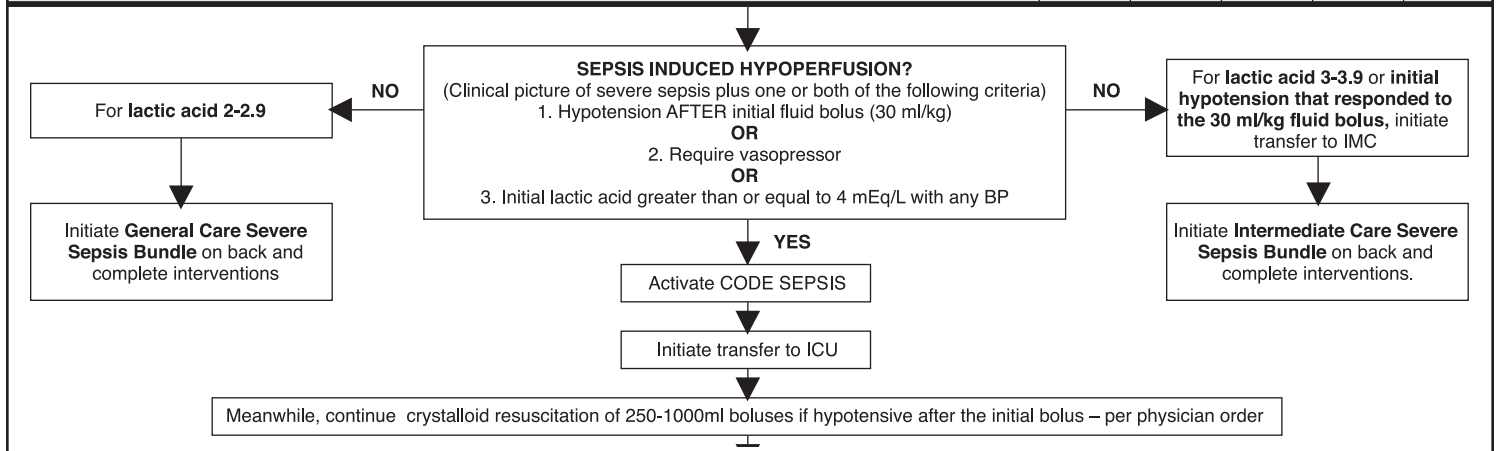 SEPSIS INDUCED HYPOPERFUSION?
(Clinical picture of severe sepsis plus one or both of the following criteria)
1. Hypotension AFTER initial fluid bolus (30 ml/kg)
OR
2. Require vasopressor
OR
3. Initial lactic acid greater than or equal to 4 mEq/L with any BP
NO
For lactic acid 2-2.9
Initiate General Care Severe
Sepsis Bundle on back and
complete interventions
NO
For lactic acid 3-3.9 or initial
hypotension that responded to
the 30 ml/kg fluid bolus, initiate
transfer to IMC
Initiate Intermediate Care Severe
Sepsis Bundle on back and
complete interventions.
YES
Activate CODE SEPSIS
Initiate transfer to ICU
Meanwhile, continue crystalloid resuscitation of 250-1000ml boluses if hypotensive after the initial bolus – per physician order